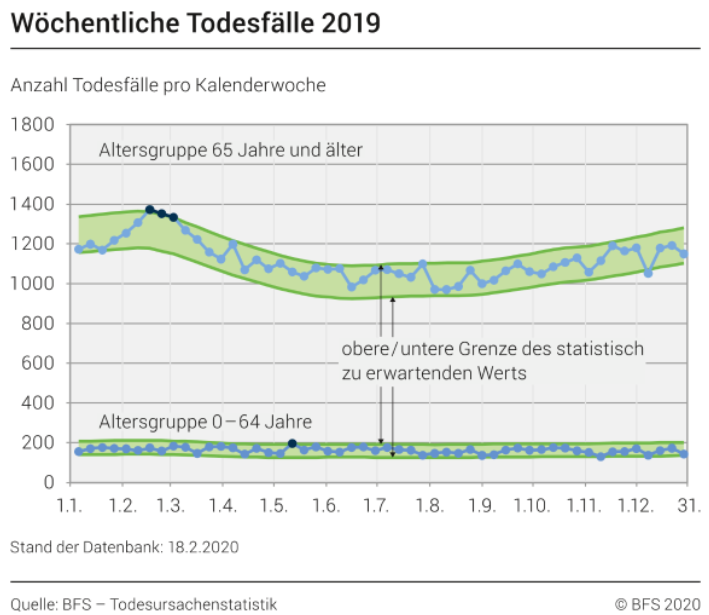 Wöchentliche Todesfälle 2019
Anzahl Todesfälle pro Kalenderwoche
1800
1600
1400
1200
1000
800
600
400
200
0
Altersgruppe 65 Jahre und älter
obere/untere Grenze des statistisch
zu erwartenden Werts
Altersgruppe 0–64 Jahre
1.1. 1.2. 1.3. 1.4. 1.5. 1.6. 1.7. 1.8. 1.9. 1.10. 1.11. 1.12. 31.
Stand der Datenbank: 18.2.2020
Quelle: BFS – Todesursachenstatistik
© BFS 2020